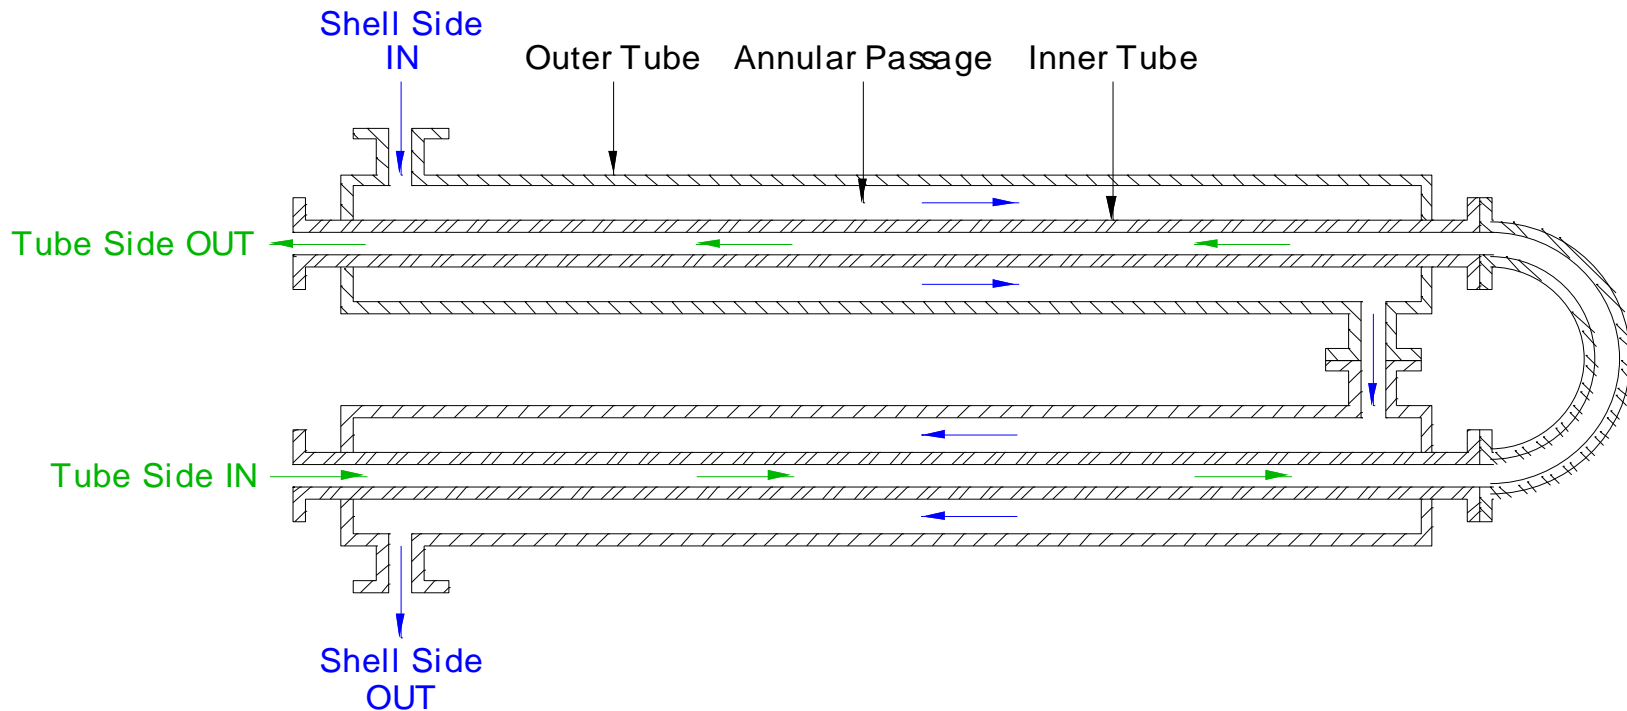 Shell Side
IN
Outer Tube
Annular Passage
Inner Tube
Tube Side OUT
Tube Side IN
Shell Side
OUT